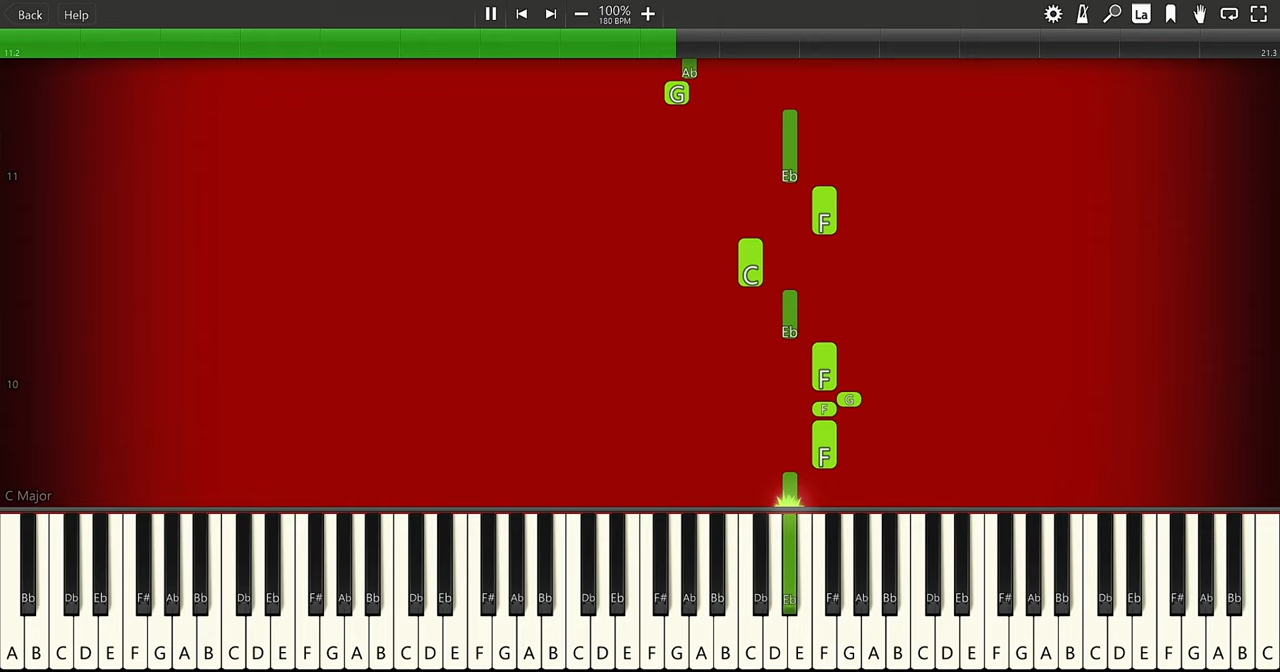 Back Help 100% La
180 BPM
11.2 21.3
Ab
G
11 Eb
F
C
Eb
10 F
G
F
F
C Major
Bb Db Eb F# Ab Bb Db Eb F# Ab Bb Db Eb F# Ab Bb Db Eb F# Ab Bb Db Eb F# Ab Bb Db Eb F# Ab Bb Db Eb F# Ab Bb
A B C D E F G A B C D E F G A B C D E F G A B C D E F G A B C D E F G A B C D E F G A B C D E F G A B C